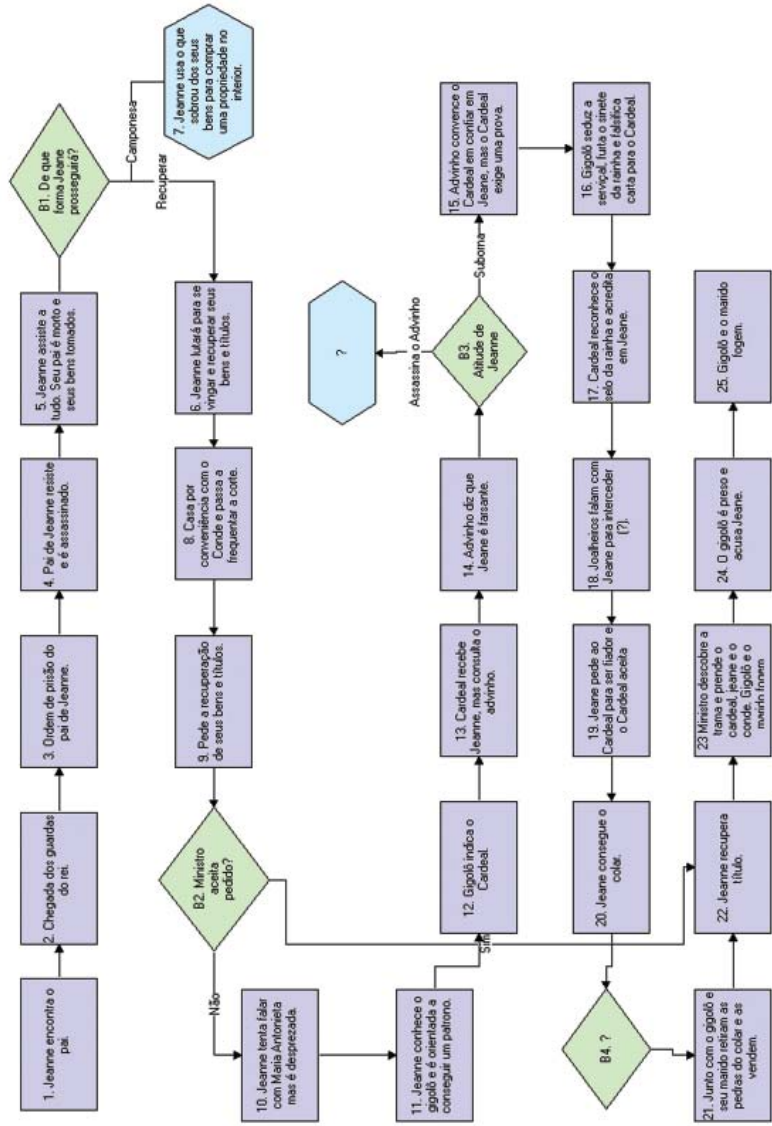 1. Jeanne encontra o
pai.
2. Chegada dos guardas
do rei.
3. Ordem de prisão do
pai de Jeanne.
4. Pai de Jeanne resiste
e é assassinado.
5. Jeanne assiste a
tudo. Seu pai é morto e
seus bens tomados.
B1. De que
forma Jeane
prosseguirá?
Camponesa
Recuperar
7. Jeanne usa o que
sobrou dos seus
bens para comprar
uma propriedade no
interior.
6. Jeanne lutará para se
vingar e recuperar seus
bens e títulos.
8. Casa por
conveniência com o
Conde e passa a
frequentar a corte.
9. Pede a recuperação
de seus bens e títulos.
B2. Ministro
aceita
pedido?
Não
Sim
10. Jeanne tenta falar
com Maria Antonieta
mas é desprezada.
11. Jeanne conhece o
gigolô e é orientada a
conseguir um patrono.
12. Gigolô indica o
Cardeal.
13. Cardeal recebe
Jeanne, mas consulta o
advinho.
14. Advinho diz que
Jeane é farsante.
B3.
Atitude de
Jeanne
Assassina o Advinho
?
Suborna
15. Advinho convence o
Cardeal em confiar em
Jeanne, mas o Cardeal
exige uma prova.
16. Gigolô seduz a
serviçal, furta o sinete
da rainha e falsifica
carta para o Cardeal.
17. Cardeal reconhece o
selo da rainha e acredita
em Jeane.
18. Joalheiros falam com
Jeane para interceder
(?).
19. Jeane pede ao
Cardeal para ser fiador e
o Cardeal aceita
20. Jeane consegue o
colar.
B4. ?
21. Junto com o gigolô e
seu marido retiram as
pedras do colar e as
vendem.
22. Jeanne recupera
título.
23 Ministro descobre a
trama e prende o
cardeal, jeane e o
conde. Gigolô e o
marido fogem
24. O gigolô é preso e
acusa Jeane.
25. Gigolô e o marido
fogem.